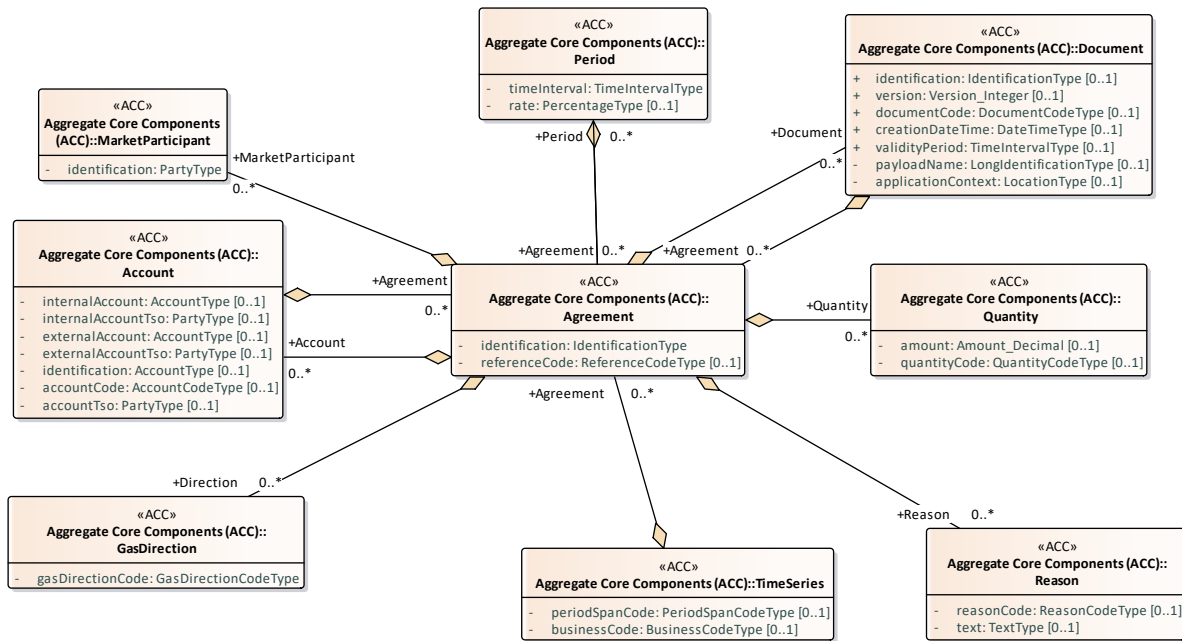 «ACC»
Aggregate Core Components (ACC)::
Period
- timeInterval: TimeIntervalType
- rate: PercentageType [0..1]
«ACC»
Aggregate Core Components (ACC)::Document
+ identification: IdentificationType [0..1]
+ version: Version_Integer [0..1]
+ documentCode: DocumentCodeType [0..1]
+ creationDateTime: DateTimeType [0..1]
+ validityPeriod: TimeIntervalType [0..1]
- payloadName: LongIdentificationType [0..1]
- applicationContext: LocationType [0..1]
«ACC»
Aggregate Core Components
(ACC)::MarketParticipant
- identification: PartyType
+MarketParticipant
0..*
+Period 0..*
+Document
0..*
«ACC»
Aggregate Core Components (ACC)::
Account
- internalAccount: AccountType [0..1]
- internalAccountTso: PartyType [0..1]
- externalAccount: AccountType [0..1]
- externalAccountTso: PartyType [0..1]
- identification: AccountType [0..1]
- accountCode: AccountCodeType [0..1]
- accountTso: PartyType [0..1]
+Agreement
0..*
+Account
0..*
+Agreement 0..*
+Agreement 0..*
«ACC»
Aggregate Core Components (ACC)::
Agreement
- identification: IdentificationType
- referenceCode: ReferenceCodeType [0..1]
+Quantity
0..*
«ACC»
Aggregate Core Components (ACC)::
Quantity
- amount: Amount_Decimal [0..1]
- quantityCode: QuantityCodeType [0..1]
+Agreement 0..*
+Direction 0..*
«ACC»
Aggregate Core Components (ACC)::
GasDirection
- gasDirectionCode: GasDirectionCodeType
«ACC»
Aggregate Core Components (ACC)::TimeSeries
- periodSpanCode: PeriodSpanCodeType [0..1]
- businessCode: BusinessCodeType [0..1]
+Reason 0..*
«ACC»
Aggregate Core Components (ACC)::
Reason
- reasonCode: ReasonCodeType [0..1]
- text: TextType [0..1]